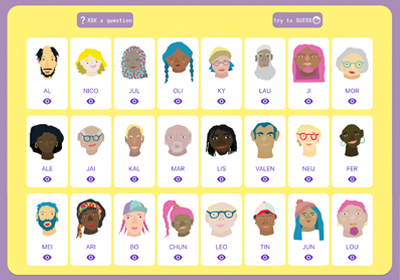 ? ASK a question
try to GUESS
AL NICO JUL OLI KY LAU JI MOR
ALE JAI KAL MAR LIS VALEN NEU FER
MEI ARI BO CHUN LEO TIN JUN LOU